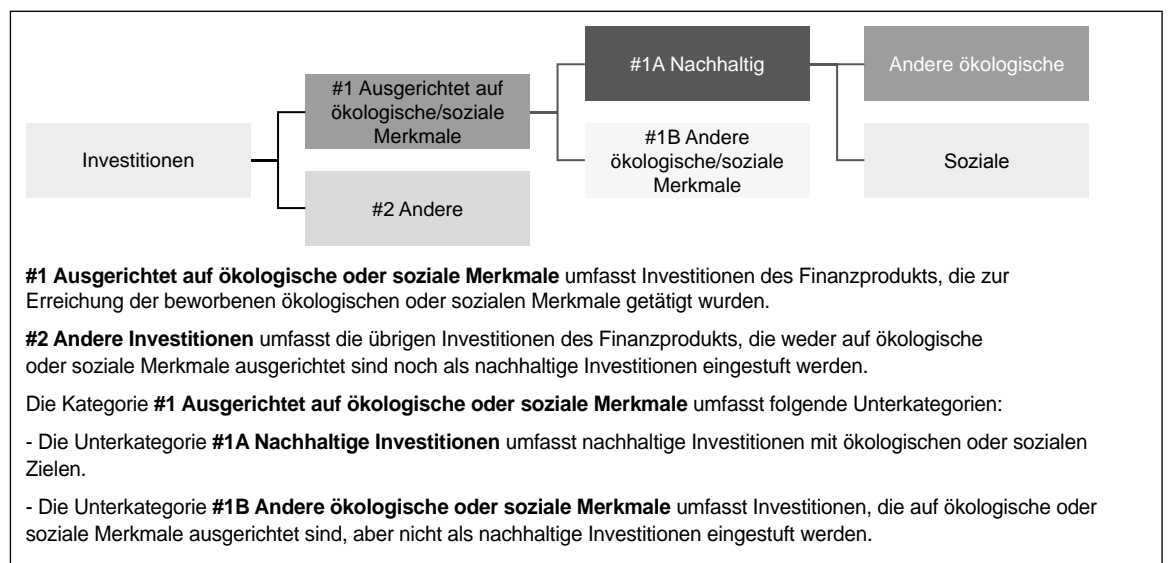 Investitionen
#1 Ausgerichtet auf
ökologische/soziale
Merkmale
#2 Andere
#1A Nachhaltig
#1B Andere
ökologische/soziale
Merkmale
Andere ökologische
Soziale
#1 Ausgerichtet auf ökologische oder soziale Merkmale umfasst Investitionen des Finanzprodukts, die zur
Erreichung der beworbenen ökologischen oder sozialen Merkmale getätigt wurden.
#2 Andere Investitionen umfasst die übrigen Investitionen des Finanzprodukts, die weder auf ökologische
oder soziale Merkmale ausgerichtet sind noch als nachhaltige Investitionen eingestuft werden.
Die Kategorie #1 Ausgerichtet auf ökologische oder soziale Merkmale umfasst folgende Unterkategorien:
- Die Unterkategorie #1A Nachhaltige Investitionen umfasst nachhaltige Investitionen mit ökologischen oder sozialen
Zielen.
- Die Unterkategorie #1B Andere ökologische oder soziale Merkmale umfasst Investitionen, die auf ökologische oder
soziale Merkmale ausgerichtet sind, aber nicht als nachhaltige Investitionen eingestuft werden.